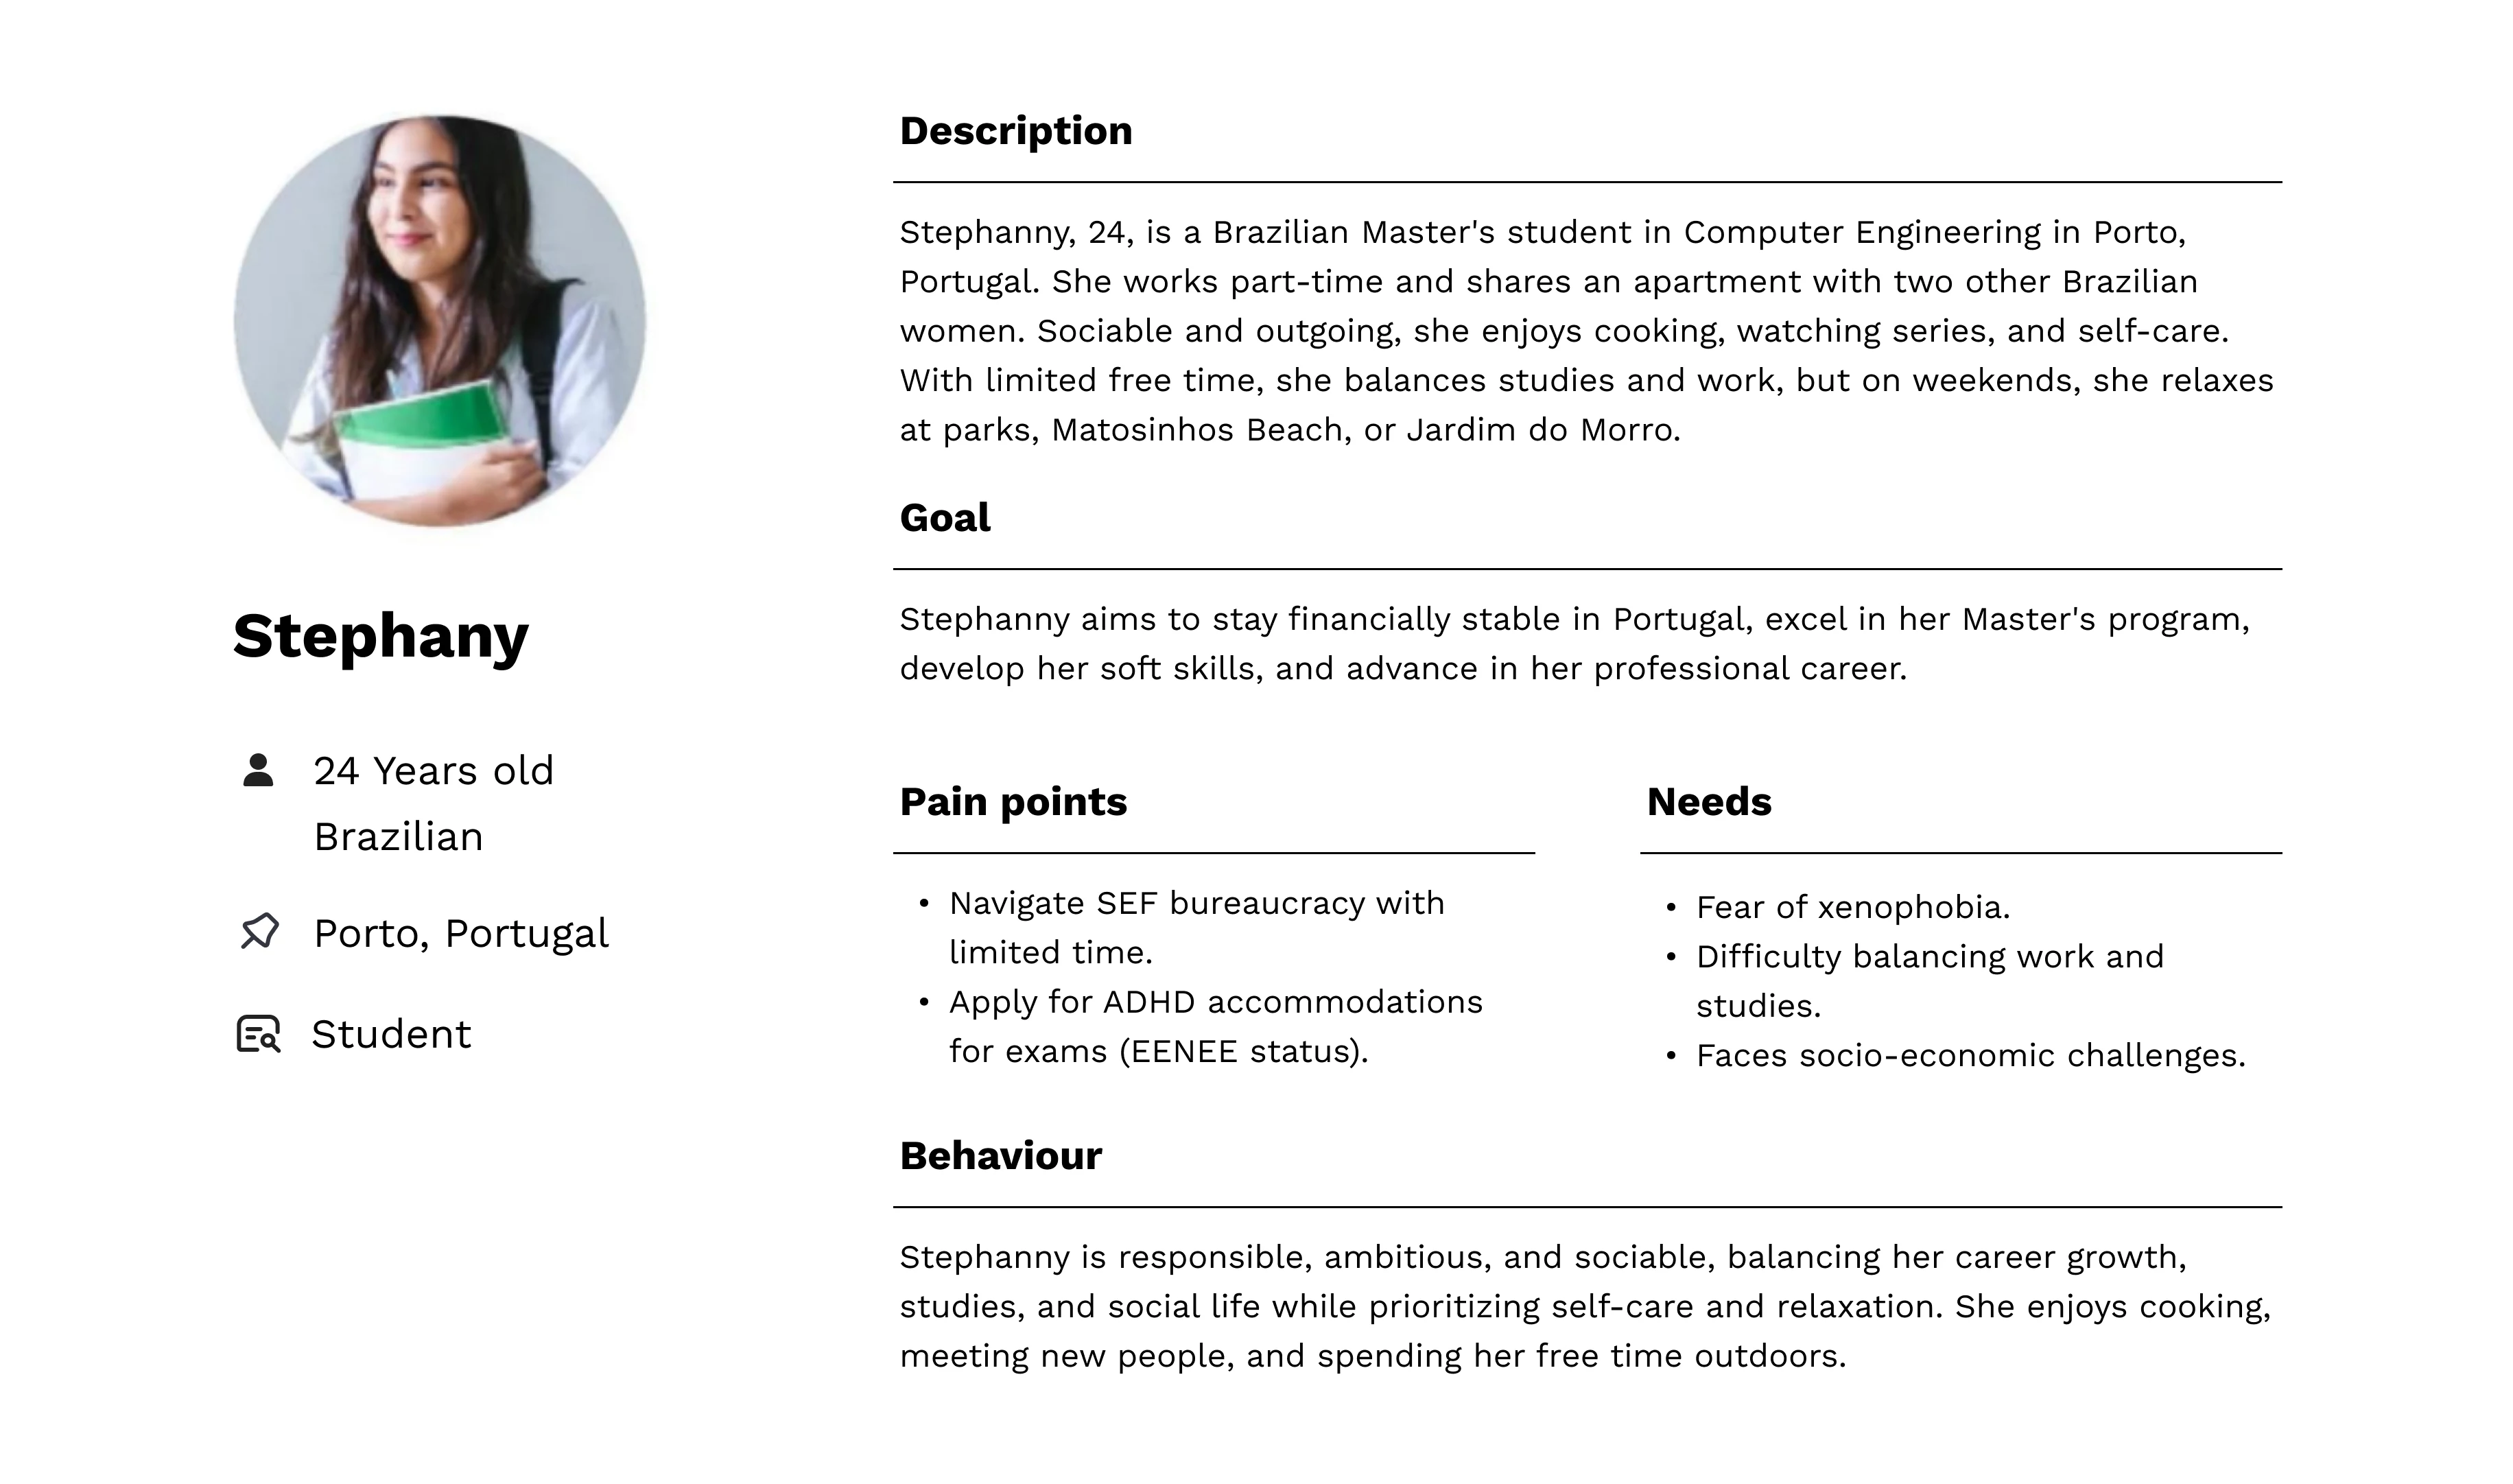 Stephany
24 Years old
Brazilian
Porto, Portugal
Student
Description
Stephanny, 24, is a Brazilian Master's student in Computer Engineering in Porto,
Portugal. She works part-time and shares an apartment with two other Brazilian
women. Sociable and outgoing, she enjoys cooking, watching series, and self-care.
With limited free time, she balances studies and work, but on weekends, she relaxes
at parks, Matosinhos Beach, or Jardim do Morro.
Goal
Stephanny aims to stay financially stable in Portugal, excel in her Master's program,
develop her soft skills, and advance in her professional career.
Pain points
• Navigate SEF bureaucracy with
limited time.
• Apply for ADHD accommodations
for exams (EENEE status).
Needs
• Fear of xenophobia.
• Difficulty balancing work and
studies.
• Faces socio-economic challenges.
Behaviour
Stephanny is responsible, ambitious, and sociable, balancing her career growth,
studies, and social life while prioritizing self-care and relaxation. She enjoys cooking,
meeting new people, and spending her free time outdoors.